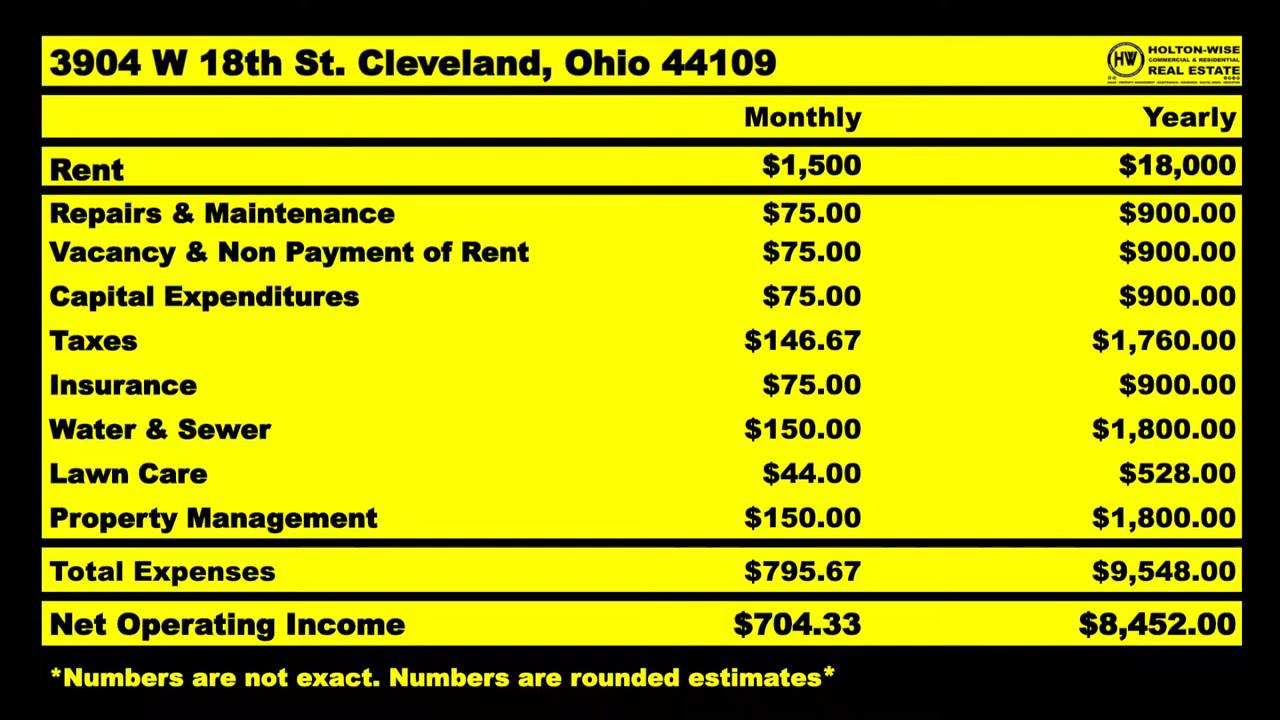 3904 W 18th St. Cleveland, Ohio 44109
HOLTON-WISE
COMMERCIAL & RESIDENTIAL
REAL ESTATE
HW
Monthly Yearly
Rent $1,500 $18,000
Repairs & Maintenance $75.00 $900.00
Vacancy & Non Payment of Rent $75.00 $900.00
Capital Expenditures $75.00 $900.00
Taxes $146.67 $1,760.00
Insurance $75.00 $900.00
Water & Sewer $150.00 $1,800.00
Lawn Care $44.00 $528.00
Property Management $150.00 $1,800.00
Total Expenses $795.67 $9,548.00
Net Operating Income $704.33 $8,452.00
*Numbers are not exact. Numbers are rounded estimates*